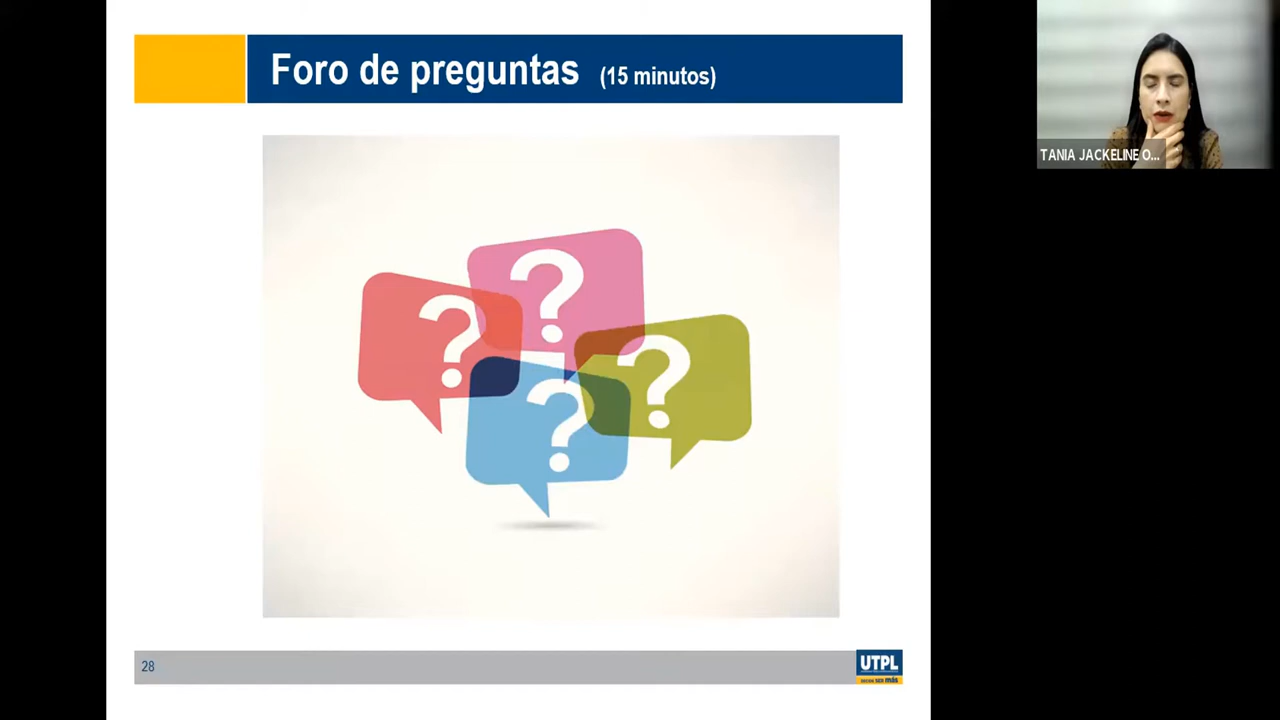 Foro de preguntas (15 minutos)
TANIA JACKELINE O...
? ? ? ?
28
UTPL